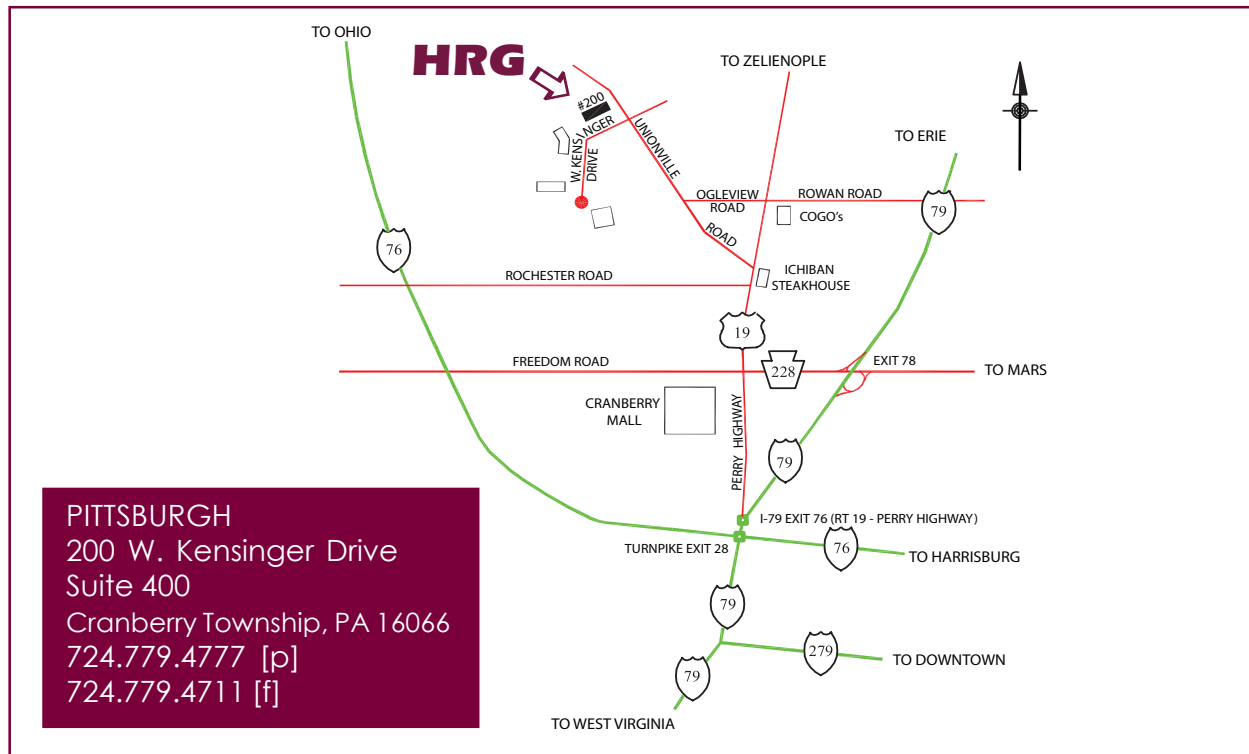 TO OHIO
HRG
TO ZELIENOPLE
#200
W. KENSINGER
DRIVE
UNIONVILLE
ROAD
TO ERIE
OGLEVIEW
ROAD
ROWAN ROAD
79
COGO's
76
ROCHESTER ROAD
ICHIBAN
STEAKHOUSE
19
FREEDOM ROAD
228
EXIT 78
TO MARS
CRANBERRY
MALL
PERRY HIGHWAY
79
I-79 EXIT 76 (RT 19 - PERRY HIGHWAY)
TURNPIKE EXIT 28
76
TO HARRISBURG
79
279
TO DOWNTOWN
79
TO WEST VIRGINIA
PITTSBURGH
200 W. Kensinger Drive
Suite 400
Cranberry Township, PA 16066
724.779.4777 [p]
724.779.4711 [f]